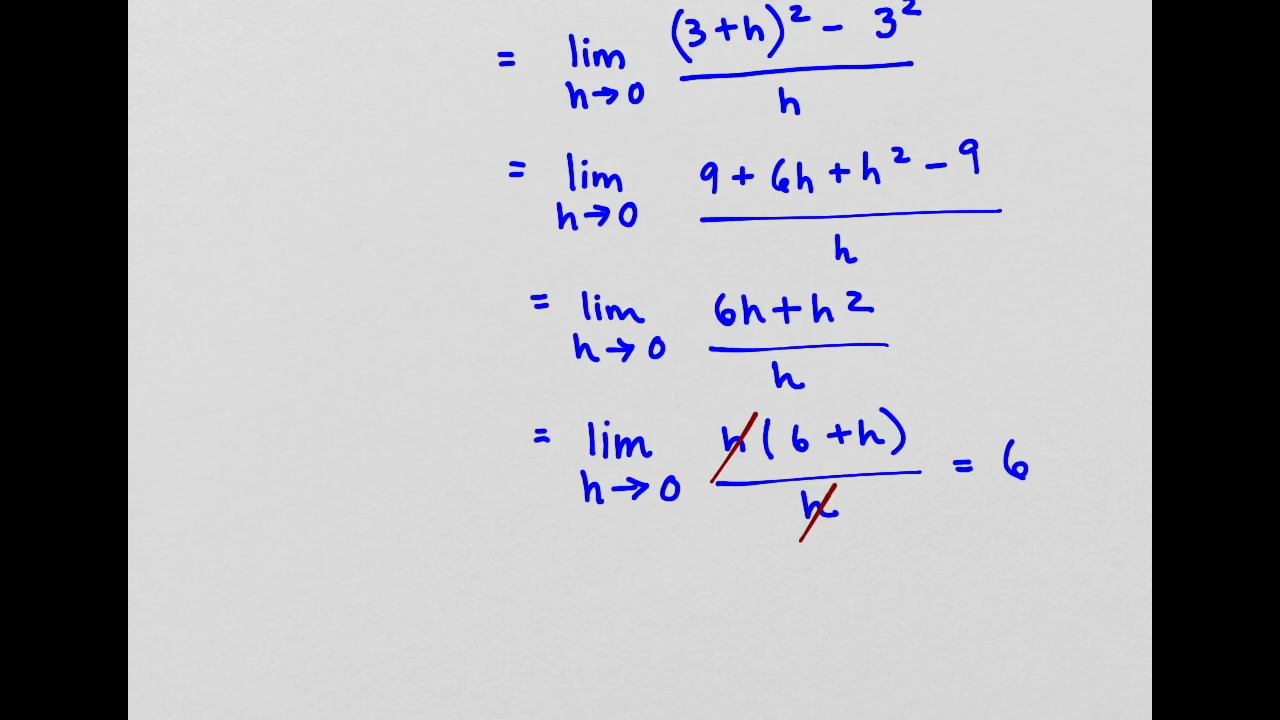 = lim h→0 (3+h)² - 3² / h
= lim h→0 9 + 6h + h² - 9 / h
= lim h→0 6h + h² / h
= lim h→0 h(6 + h) / h = 6